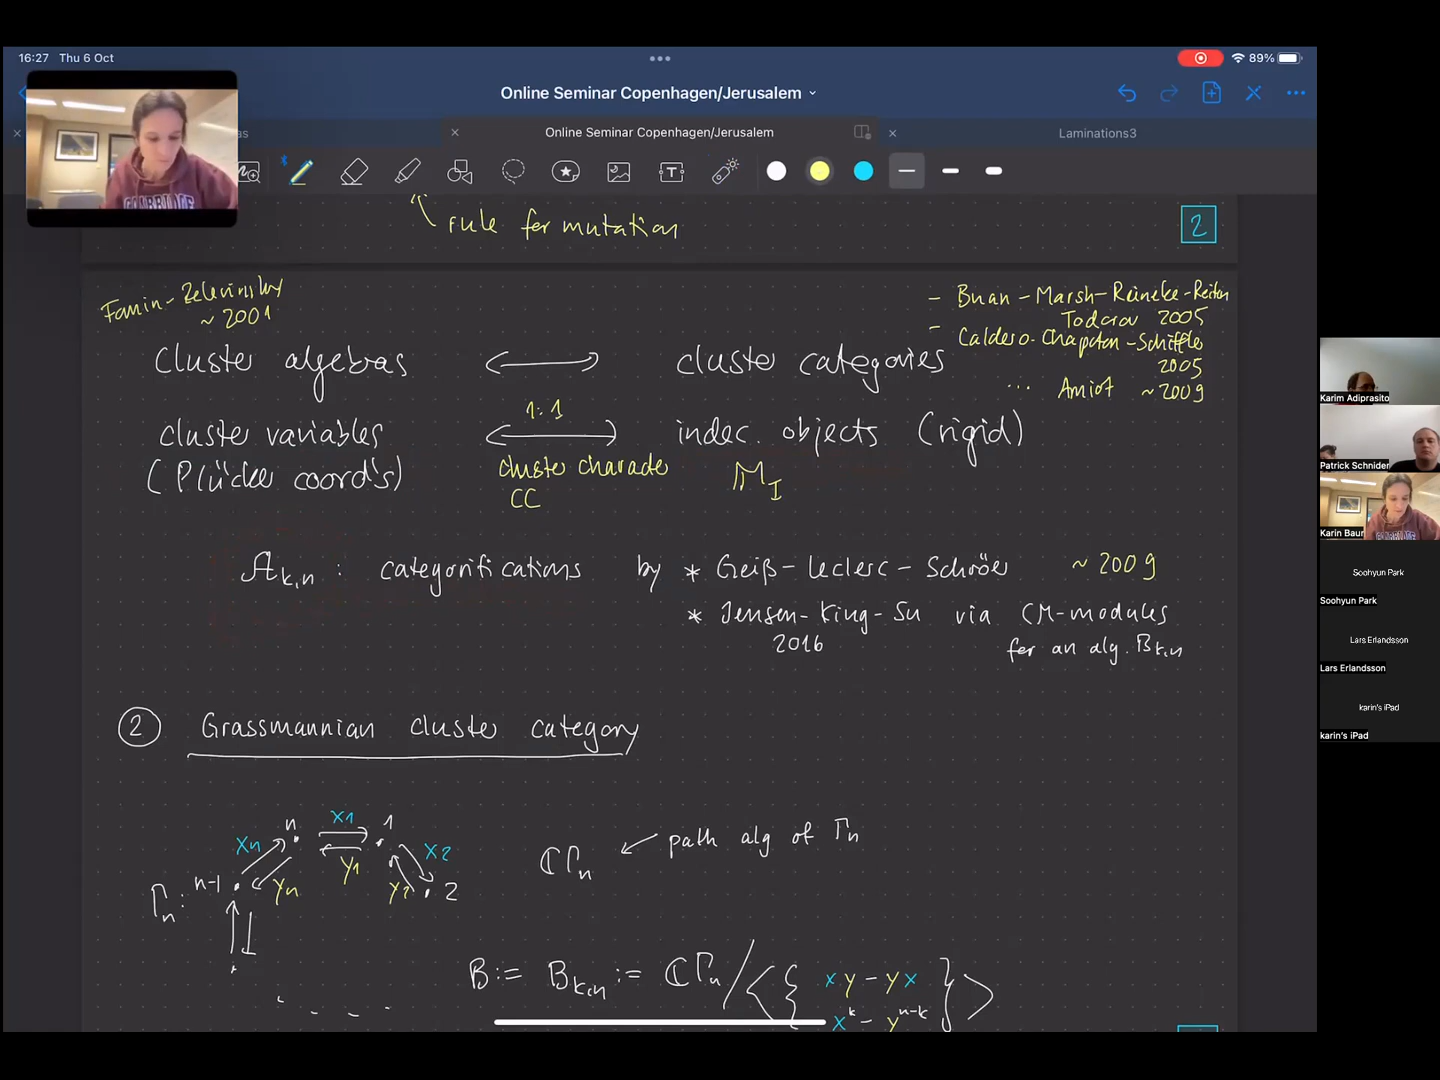 16:27 Thu 6 Oct
89%
Online Seminar Copenhagen/Jerusalem
as
Online Seminar Copenhagen/Jerusalem
Laminations3
rule for mutation
2
Fomin-Zelevinsky
~ 2001
- Buan-Marsh-Reineke-Reiten
Todorov 2005
- Caldero-Chapoton-Schiffler
2005
... Amiot ~2009
Cluster algebras ⟷ cluster categories
1:1
cluster variables ⟷ indec. objects (rigid)
(Plücker coord's) cluster character M_I
CC
A_{k,n} : categorifications by * Geiß-Leclerc-Schröer ~ 2009
* Jensen-King-Su via CM-modules
2016 for an alg. B_{k,n}
② Grassmannian cluster category
n x1 1
xn x2
y1
Γn: n-1 yn y2 2
ℂΓn ↙ path alg of Γn
B := B_{k,n} := ℂΓn / ⟨ { xy - yx
x^k - y^{n-k} } ⟩
Karim Adiprasito
Patrick Schnider
Karin Baur
Soohyun Park
Soohyun Park
Lars Erlandsson
Lars Erlandsson
karin's iPad
karin's iPad